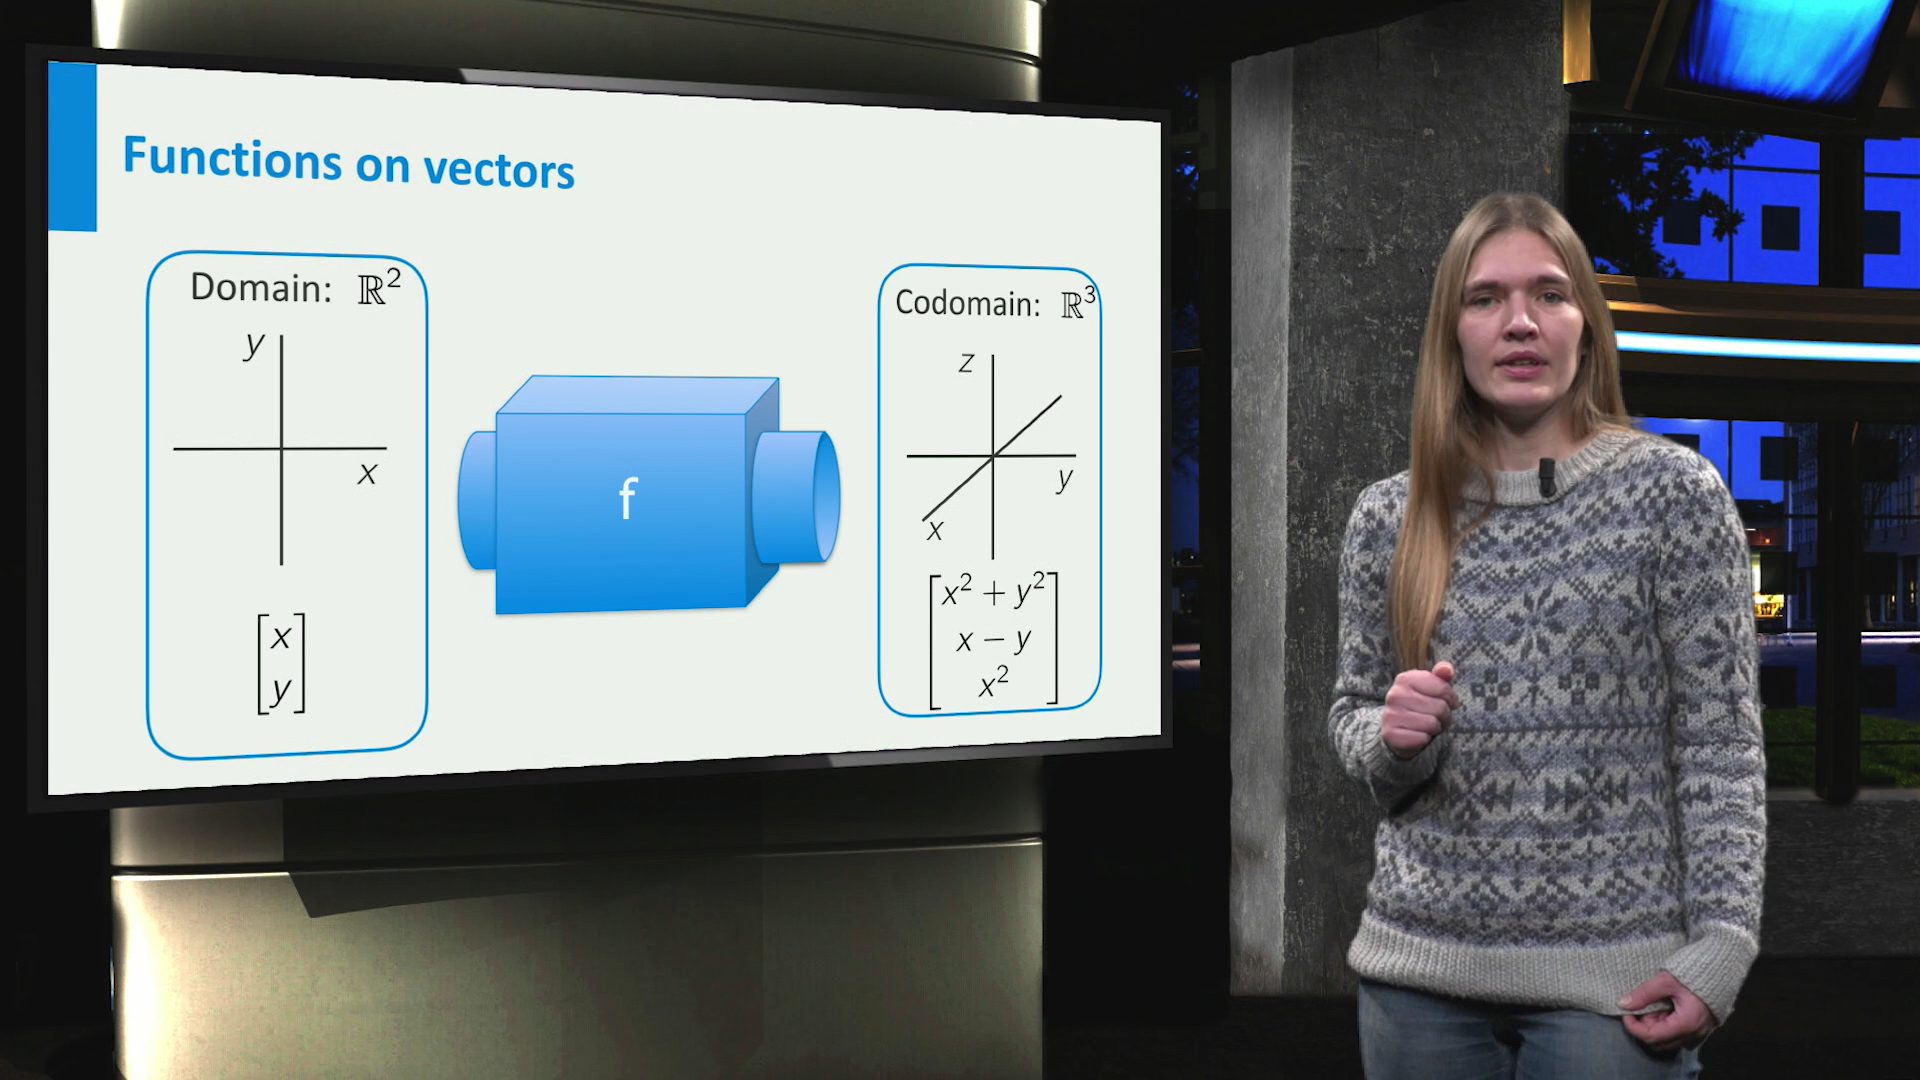 Functions on vectors
Domain: ℝ²
y
x
[x
y]
f
Codomain: ℝ³
z
y
x
[x² + y²
x − y
x²]